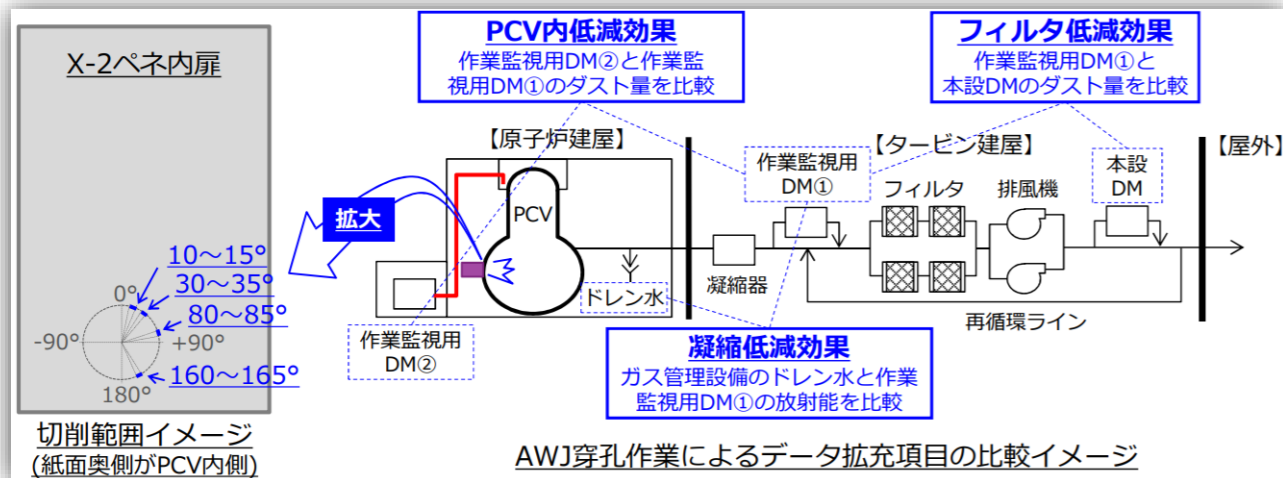 X-2ペネ内扉
10～15°
0°
30～35°
80～85°
-90°
+90°
160～165°
180°
切削範囲イメージ
(紙面奥側がPCV内側)
拡大
PCV内低減効果
作業監視用DM②と作業監
視用DM①のダスト量を比較
フィルタ低減効果
作業監視用DM①と
本設DMのダスト量を比較
【原子炉建屋】
【タービン建屋】
【屋外】
PCV
作業監視用
DM①
フィルタ
排風機
本設
DM
凝縮器
ドレン水
再循環ライン
作業監視用
DM②
凝縮低減効果
ガス管理設備のドレン水と作業
監視用DM①の放射能を比較
AWJ穿孔作業によるデータ拡充項目の比較イメージ